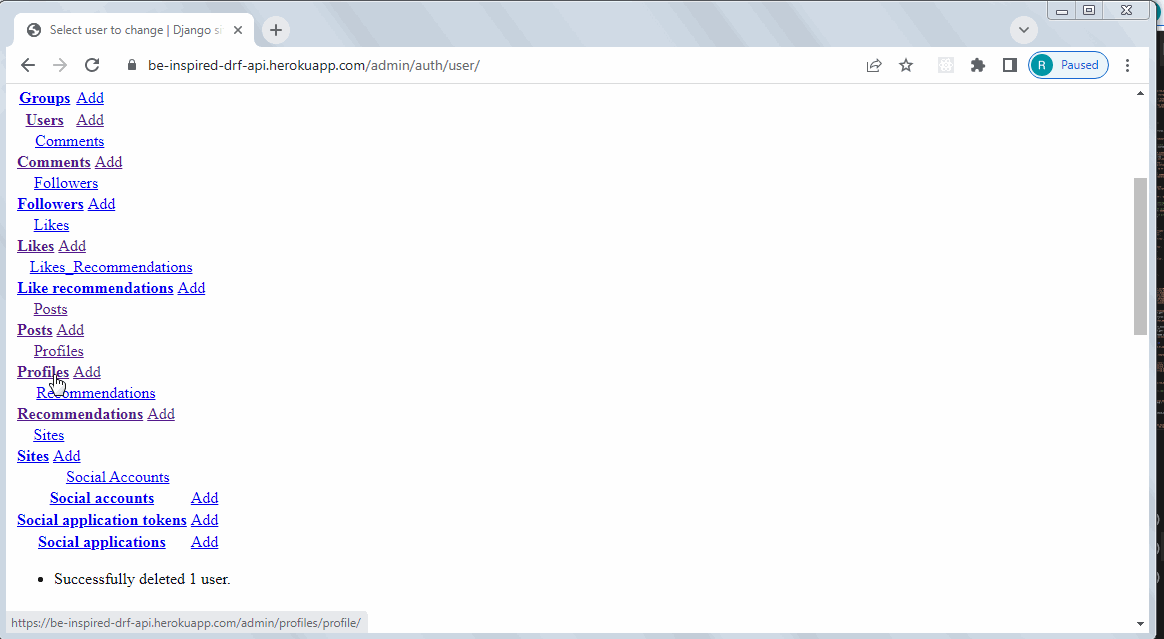 Select user to change | Django si
be-inspired-drf-api.herokuapp.com/admin/auth/user/
R Paused
Groups Add
Users Add
Comments
Comments Add
Followers
Followers Add
Likes
Likes Add
Likes_Recommendations
Like recommendations Add
Posts
Posts Add
Profiles
Profiles Add
Recommendations
Recommendations Add
Sites
Sites Add
Social Accounts
Social accounts Add
Social application tokens Add
Social applications Add
Successfully deleted 1 user.
https://be-inspired-drf-api.herokuapp.com/admin/profiles/profile/